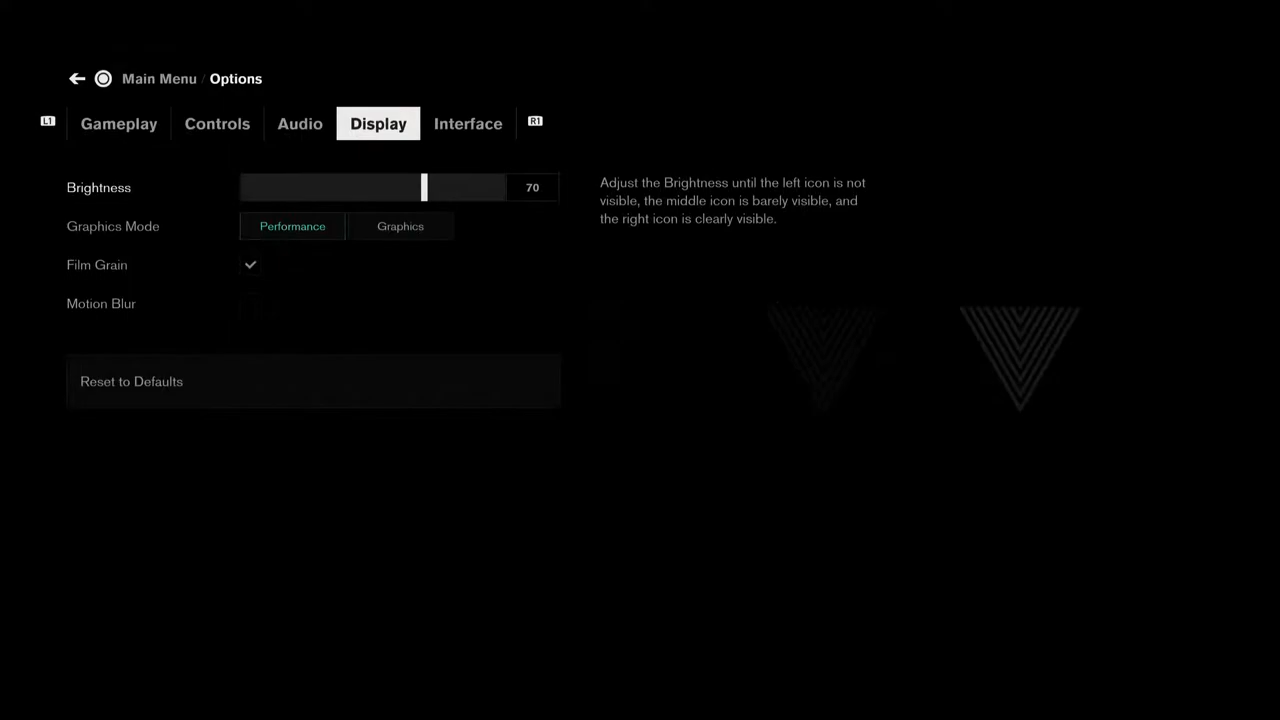 Main Menu / Options
L1 Gameplay Controls Audio Display Interface R1
Brightness 70
Graphics Mode Performance Graphics
Film Grain
Motion Blur
Reset to Defaults
Adjust the Brightness until the left icon is not
visible, the middle icon is barely visible, and
the right icon is clearly visible.